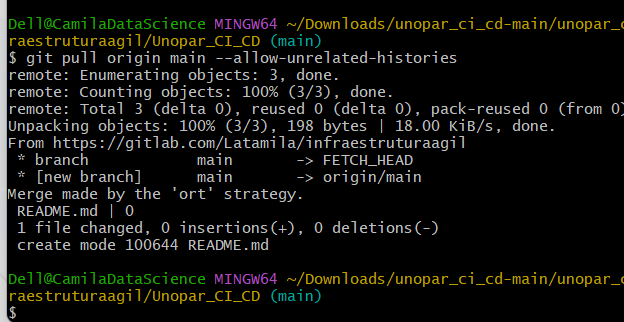 Dell@CamilaDataScience MINGW64 ~/Downloads/unopar_ci_cd-main/unopar_c
raestruturaagil/Unopar_CI_CD (main)
$ git pull origin main --allow-unrelated-histories
remote: Enumerating objects: 3, done.
remote: Counting objects: 100% (3/3), done.
remote: Total 3 (delta 0), reused 0 (delta 0), pack-reused 0 (from 0)
Unpacking objects: 100% (3/3), 198 bytes | 18.00 KiB/s, done.
From https://gitlab.com/Latamila/infraestruturaagil
 * branch            main       -> FETCH_HEAD
 * [new branch]      main       -> origin/main
Merge made by the 'ort' strategy.
 README.md | 0
 1 file changed, 0 insertions(+), 0 deletions(-)
 create mode 100644 README.md
Dell@CamilaDataScience MINGW64 ~/Downloads/unopar_ci_cd-main/unopar_c
raestruturaagil/Unopar_CI_CD (main)
$